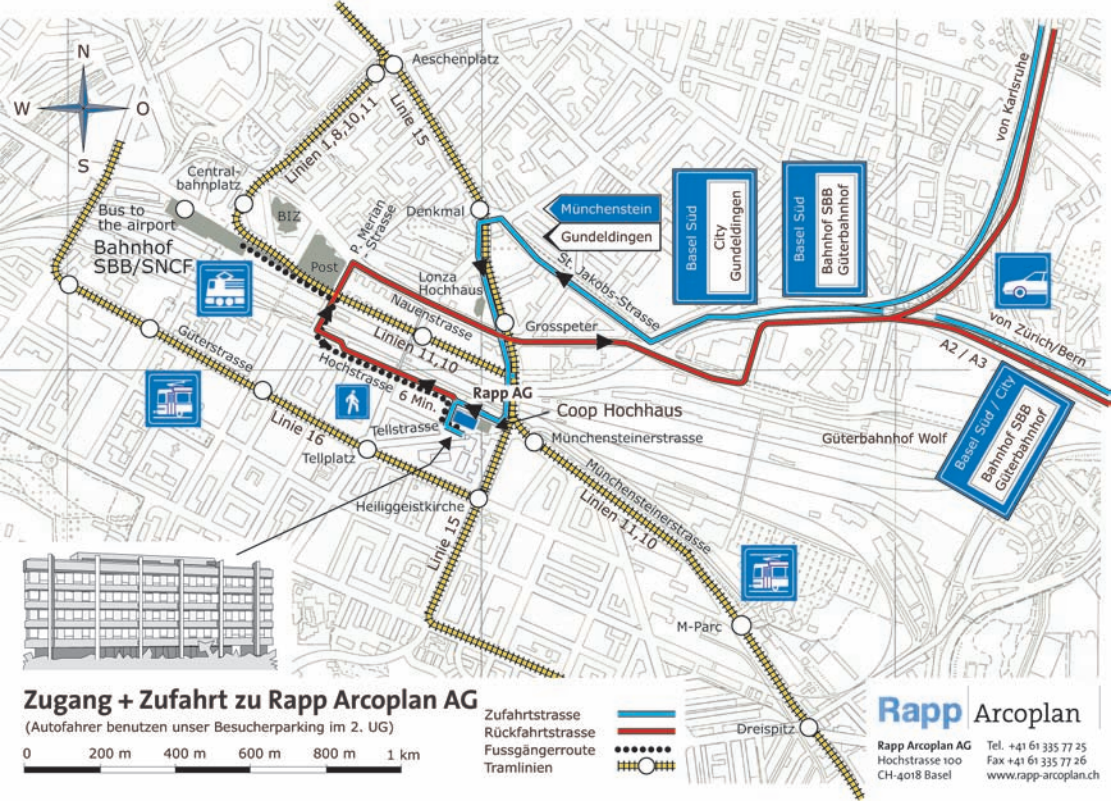 N
W
O
S
Aeschenplatz
Linien 1,8,10,11
Linie 15
von Karlsruhe
Central-
bahnplatz
Denkmal
BIZ
P. Merian
-Strasse
Bus to
the airport
Bahnhof
SBB/SNCF
Post
Münchenstein
Gundeldingen
Basel Süd
City
Gundeldingen
Basel Süd
Bahnhof SBB
Güterbahnhof
St. Jakobs-Strasse
Lonza
Hochhaus
Nauenstrasse
Grosspeter
Linien 11,10
von Zürich/Bern
A2 / A3
Güterstrasse
Hochstrasse
6 Min.
Rapp AG
Coop Hochhaus
Basel Süd / City
Bahnhof SBB
Güterbahnhof
Linie 16
Tellstrasse
Münchensteinerstrasse
Güterbahnhof Wolf
Tellplatz
Münchensteinerstrasse
Linien 11,10
Heiliggeistkirche
Linie 15
M-Parc
Dreispitz
Zugang + Zufahrt zu Rapp Arcoplan AG
(Autofahrer benutzen unser Besucherparking im 2. UG)
0 200 m 400 m 600 m 800 m 1 km
Zufahrtstrasse
Rückfahrtstrasse
Fussgängerroute
Tramlinien
Rapp Arcoplan
Rapp Arcoplan AG
Hochstrasse 100
CH-4018 Basel
Tel. +41 61 335 77 25
Fax +41 61 335 77 26
www.rapp-arcoplan.ch